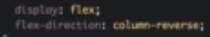 display: flex;
flex-direction: column-reverse;